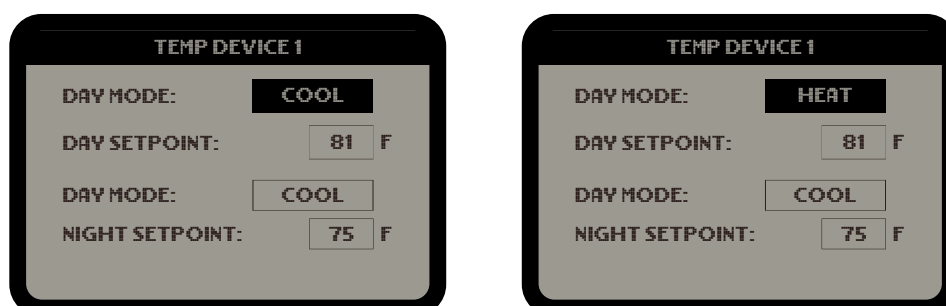 TEMP DEVICE 1
DAY MODE: COOL
DAY SETPOINT: 81 F
DAY MODE: COOL
NIGHT SETPOINT: 75 F
TEMP DEVICE 1
DAY MODE: HEAT
DAY SETPOINT: 81 F
DAY MODE: COOL
NIGHT SETPOINT: 75 F